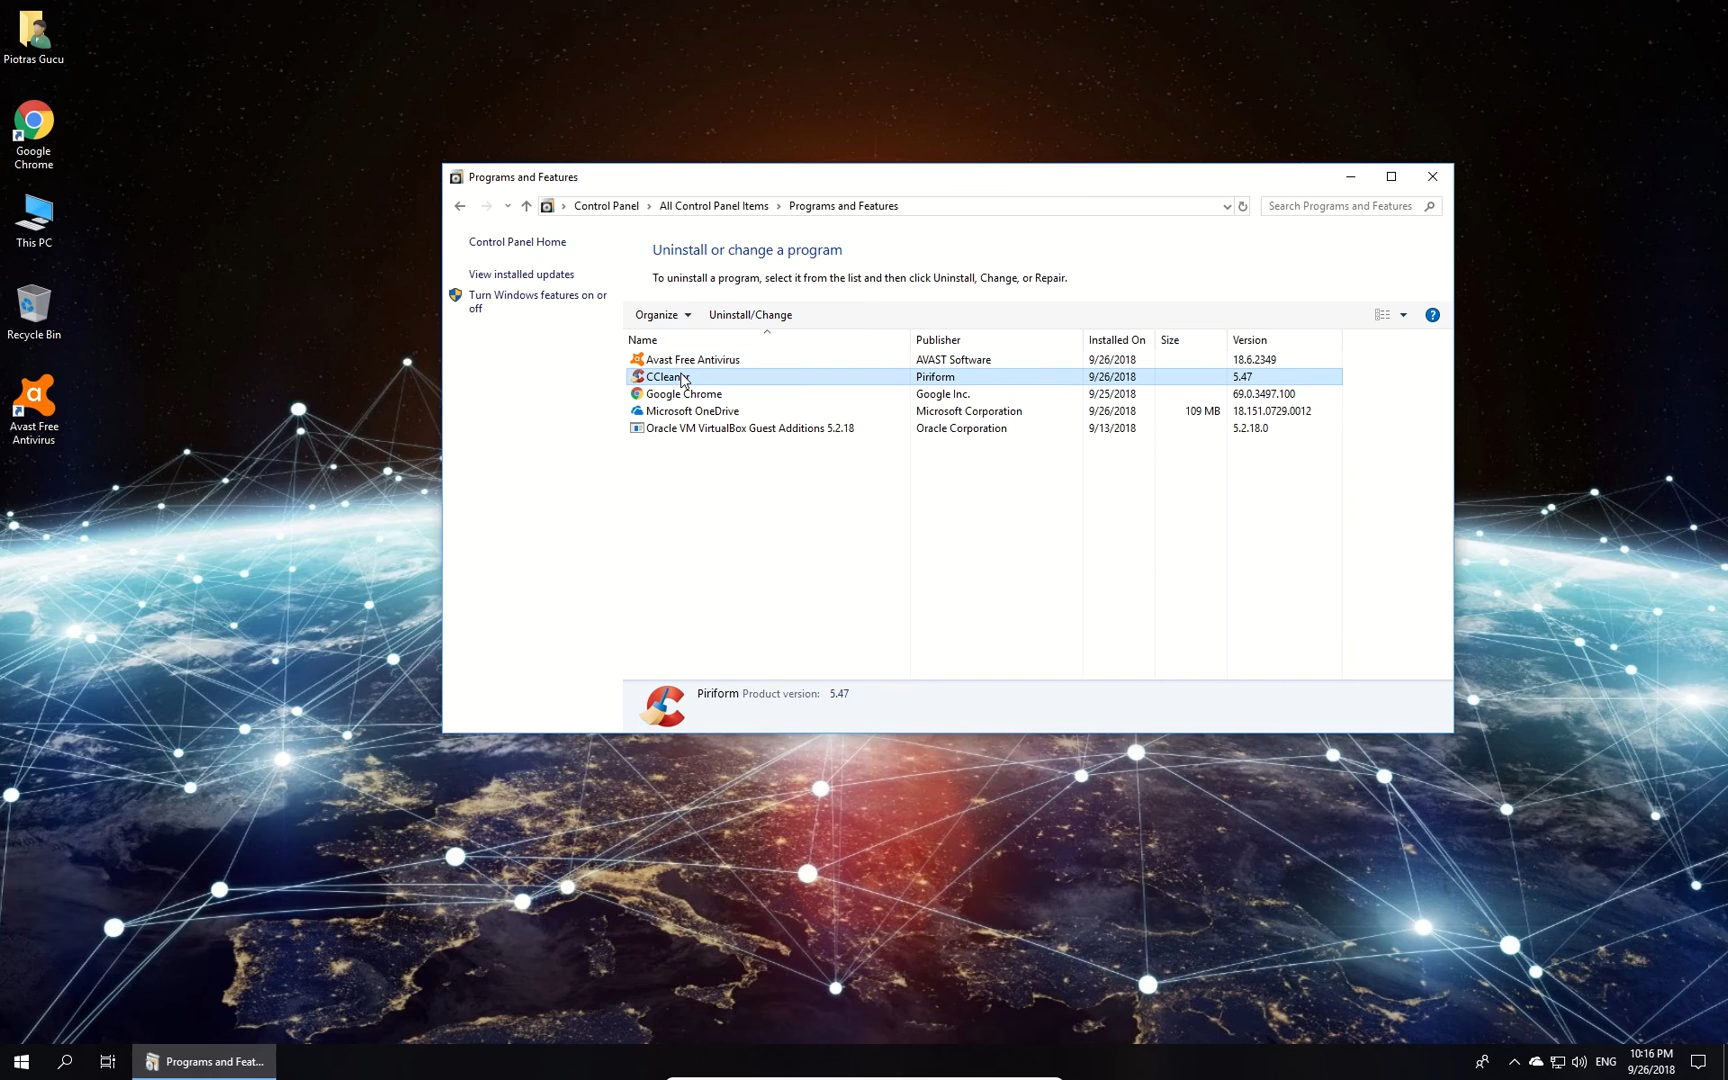 Piotras Gucu
Google
Chrome
This PC
Recycle Bin
Avast Free
Antivirus
Programs and Features
Control Panel
All Control Panel Items
Programs and Features
Search Programs and Features
Control Panel Home
View installed updates
Turn Windows features on or
off
Uninstall or change a program
To uninstall a program, select it from the list and then click Uninstall, Change, or Repair.
Organize
Uninstall/Change
Name Publisher Installed On Size Version
Avast Free Antivirus AVAST Software 9/26/2018 18.6.2349
CCleaner Piriform 9/26/2018 5.47
Google Chrome Google Inc. 9/25/2018 69.0.3497.100
Microsoft OneDrive Microsoft Corporation 9/26/2018 109 MB 18.151.0729.0012
Oracle VM VirtualBox Guest Additions 5.2.18 Oracle Corporation 9/13/2018 5.2.18.0
Piriform Product version: 5.47
Programs and Feat...
ENG
10:16 PM
9/26/2018